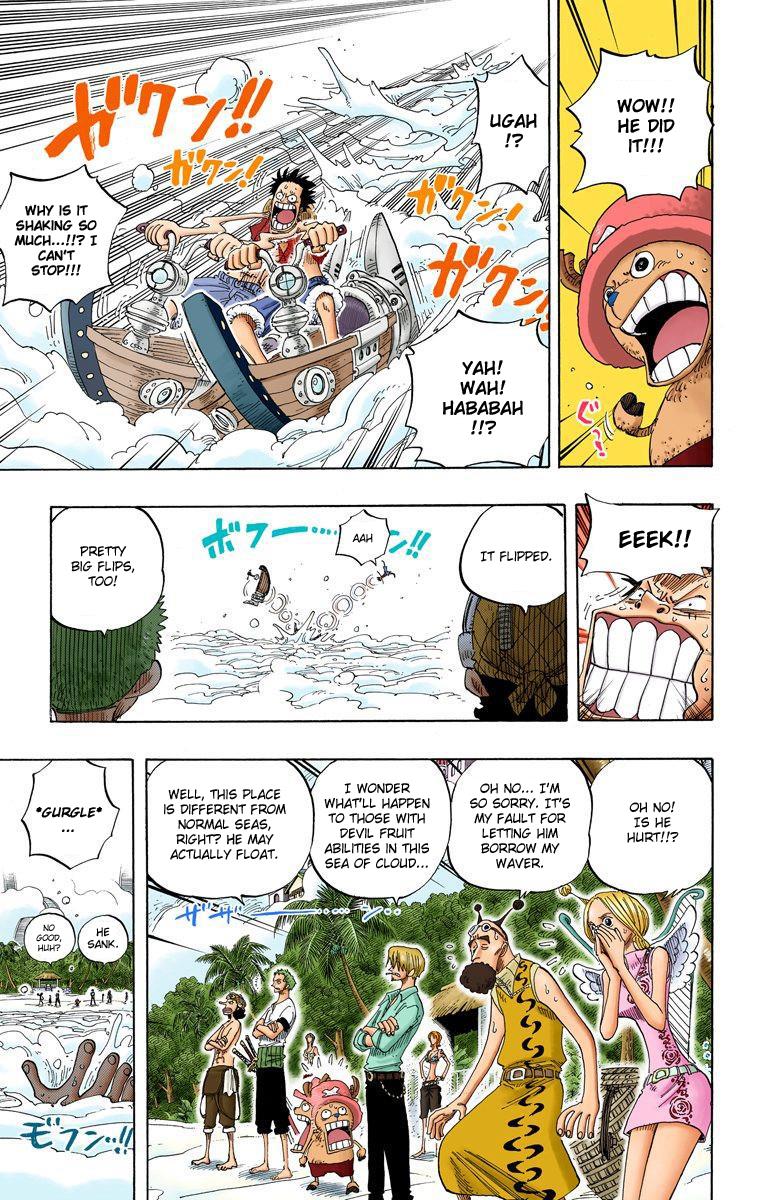 WOW!!
HE DID
IT!!!
ぐっ!
UGAH
!?
ガクン!!
ガクン!
ガクン!
ガクン!
WHY IS IT
SHAKING SO
MUCH...!!? I
CAN'T
STOP!!!
YAH!
WAH!
HABABAH
!!?
EEEK!!
IT FLIPPED.
AAH
ボフー……ン!!
PRETTY
BIG FLIPS,
TOO!
OH NO!
IS HE
HURT!!?
OH NO... I'M
SO SORRY. IT'S
MY FAULT FOR
LETTING HIM
BORROW MY
WAVER.
I WONDER
WHAT'LL HAPPEN
TO THOSE WITH
DEVIL FRUIT
ABILITIES IN THIS
SEA OF CLOUD...
WELL, THIS PLACE
IS DIFFERENT FROM
NORMAL SEAS,
RIGHT? HE MAY
ACTUALLY FLOAT.
*GURGLE*
...
HE
SANK.
NO
GOOD,
HUH?
モフンッ!!